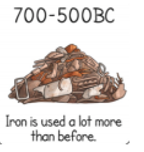 700-500BC
Iron is used a lot more
than before.